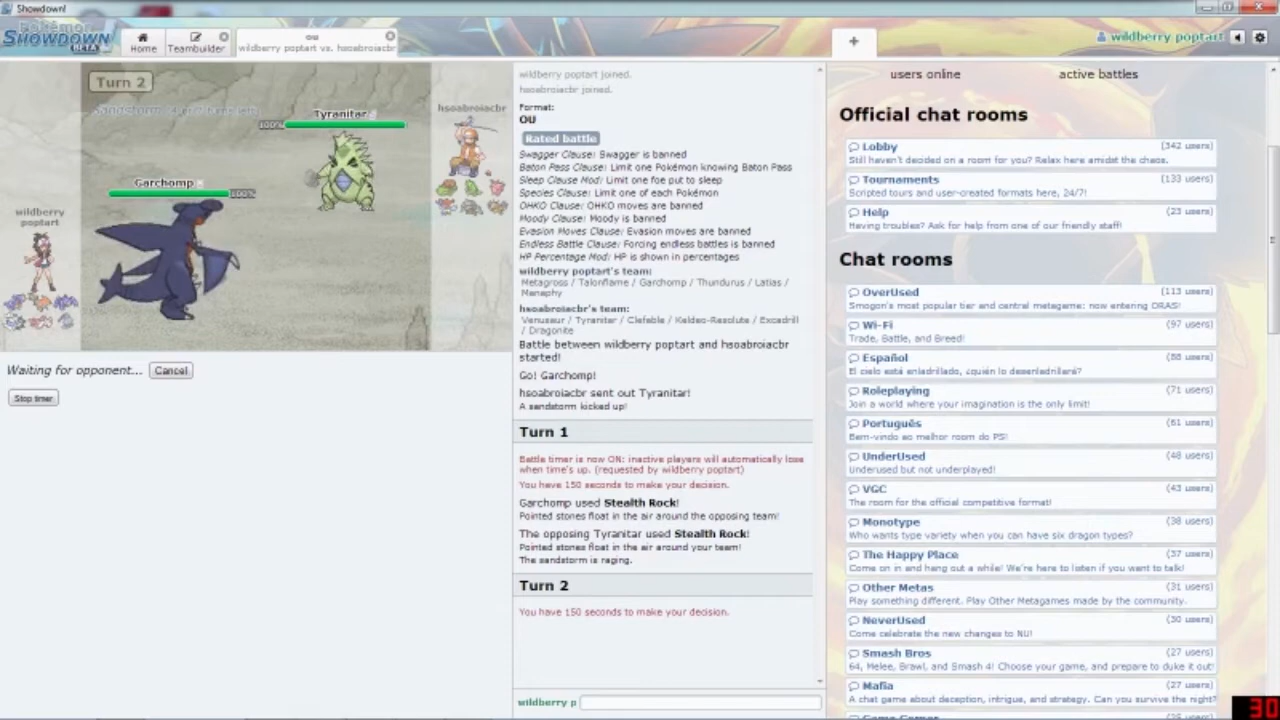 Showdown!
Pokémon
SHOWDOWN
BETA
Home
Teambuilder
OU
wildberry poptart vs. hsoabroiacbr
+
wildberry poptart
Turn 2
Tyranitar
100%
Garchomp
100%
hsoabroiacbr
wildberry
poptart
Waiting for opponent... Cancel
Stop timer
wildberry poptart joined.
hsoabroiacbr joined.
Format:
OU
Rated battle
Swagger Clause: Swagger is banned
Baton Pass Clause: Limit one Pokémon knowing Baton Pass
Sleep Clause Mod: Limit one foe put to sleep
Species Clause: Limit one of each Pokémon
OHKO Clause: OHKO moves are banned
Moody Clause: Moody is banned
Evasion Moves Clause: Evasion moves are banned
Endless Battle Clause: Forcing endless battles is banned
HP Percentage Mod: HP is shown in percentages
wildberry poptart's team:
Metagross / Talonflame / Garchomp / Thundurus / Latias /
Manaphy
hsoabroiacbr's team:
Venusaur / Tyranitar / Clefable / Keldeo-Resolute / Excadrill
/ Dragonite
Battle between wildberry poptart and hsoabroiacbr
started!
Go! Garchomp!
hsoabroiacbr sent out Tyranitar!
A sandstorm kicked up!
Turn 1
Battle timer is now ON: inactive players will automatically lose
when time's up. (requested by wildberry poptart)
You have 150 seconds to make your decision.
Garchomp used Stealth Rock!
Pointed stones float in the air around the opposing team!
The opposing Tyranitar used Stealth Rock!
Pointed stones float in the air around your team!
The sandstorm is raging.
Turn 2
You have 150 seconds to make your decision.
wildberry p
users online
active battles
Official chat rooms
Lobby (342 users)
Still haven't decided on a room for you? Relax here amidst the chaos.
Tournaments (133 users)
Scripted tours and user-created formats here, 24/7!
Help (23 users)
Having troubles? Ask for help from one of our friendly staff!
Chat rooms
OverUsed (113 users)
Smogon's most popular tier and central metagame: now entering ORAS!
Wi-Fi (97 users)
Trade, Battle, and Breed!
Español (88 users)
El cielo está enladrillado, ¿quién lo desenladrillará?
Roleplaying (71 users)
Join a world where your imagination is the only limit!
Português (61 users)
Bem-vindo ao melhor room do PS!
UnderUsed (48 users)
Underused but not underplayed!
VGC (43 users)
The room for the official competitive format!
Monotype (38 users)
Who wants type variety when you can have six dragon types?
The Happy Place (37 users)
Come on in and hang out a while! We're here to listen if you want to talk!
Other Metas (31 users)
Play something different. Play Other Metagames made by the community.
NeverUsed (30 users)
Come celebrate the new changes to NU!
Smash Bros (27 users)
64, Melee, Brawl, and Smash 4! Choose your game, and prepare to duke it out!
Mafia (27 users)
A chat game about deception, intrigue, and strategy. Can you survive the night?
30